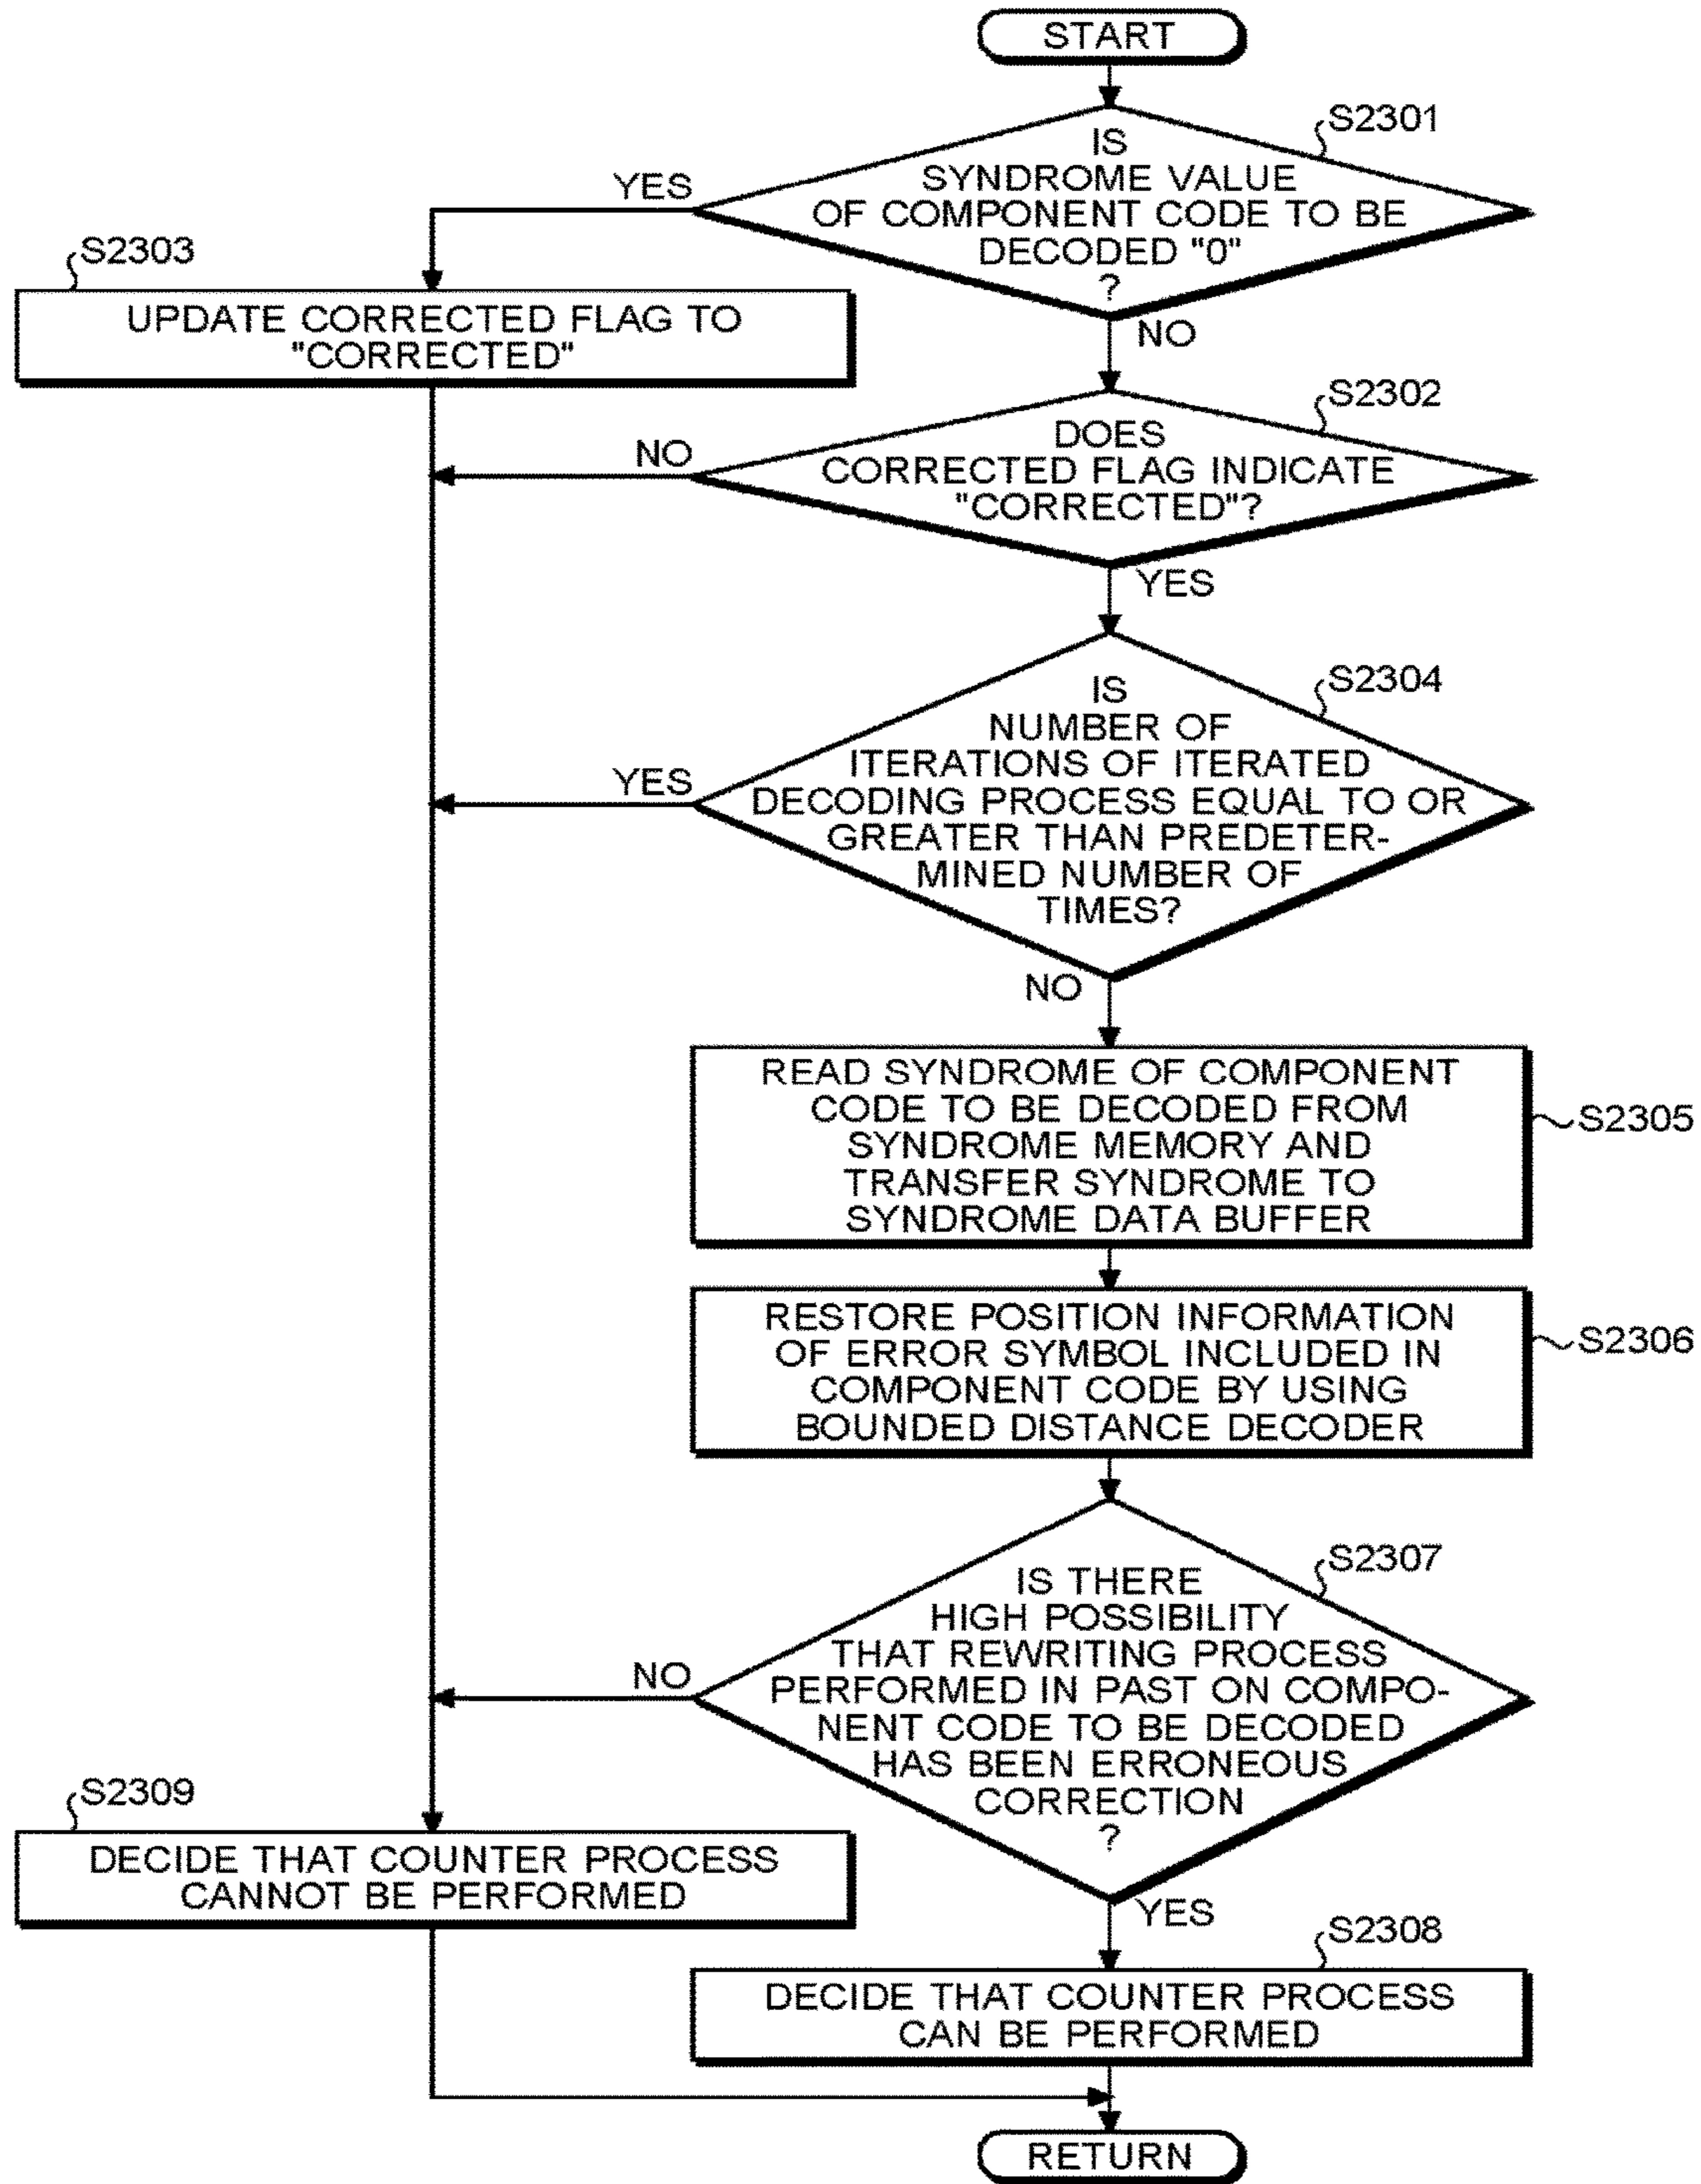 START
S2301
IS
SYNDROME VALUE
OF COMPONENT CODE TO BE
DECODED "0"
?
YES
NO
S2303
UPDATE CORRECTED FLAG TO
"CORRECTED"
S2302
DOES
CORRECTED FLAG INDICATE
"CORRECTED"?
NO
YES
S2304
IS
NUMBER OF
ITERATIONS OF ITERATED
DECODING PROCESS EQUAL TO OR
GREATER THAN PREDETER-
MINED NUMBER OF
TIMES?
YES
NO
READ SYNDROME OF COMPONENT
CODE TO BE DECODED FROM
SYNDROME MEMORY AND
TRANSFER SYNDROME TO
SYNDROME DATA BUFFER
S2305
RESTORE POSITION INFORMATION
OF ERROR SYMBOL INCLUDED IN
COMPONENT CODE BY USING
BOUNDED DISTANCE DECODER
S2306
S2307
IS THERE
HIGH POSSIBILITY
THAT REWRITING PROCESS
PERFORMED IN PAST ON COMPO-
NENT CODE TO BE DECODED
HAS BEEN ERRONEOUS
CORRECTION
?
NO
YES
S2309
DECIDE THAT COUNTER PROCESS
CANNOT BE PERFORMED
S2308
DECIDE THAT COUNTER PROCESS
CAN BE PERFORMED
RETURN